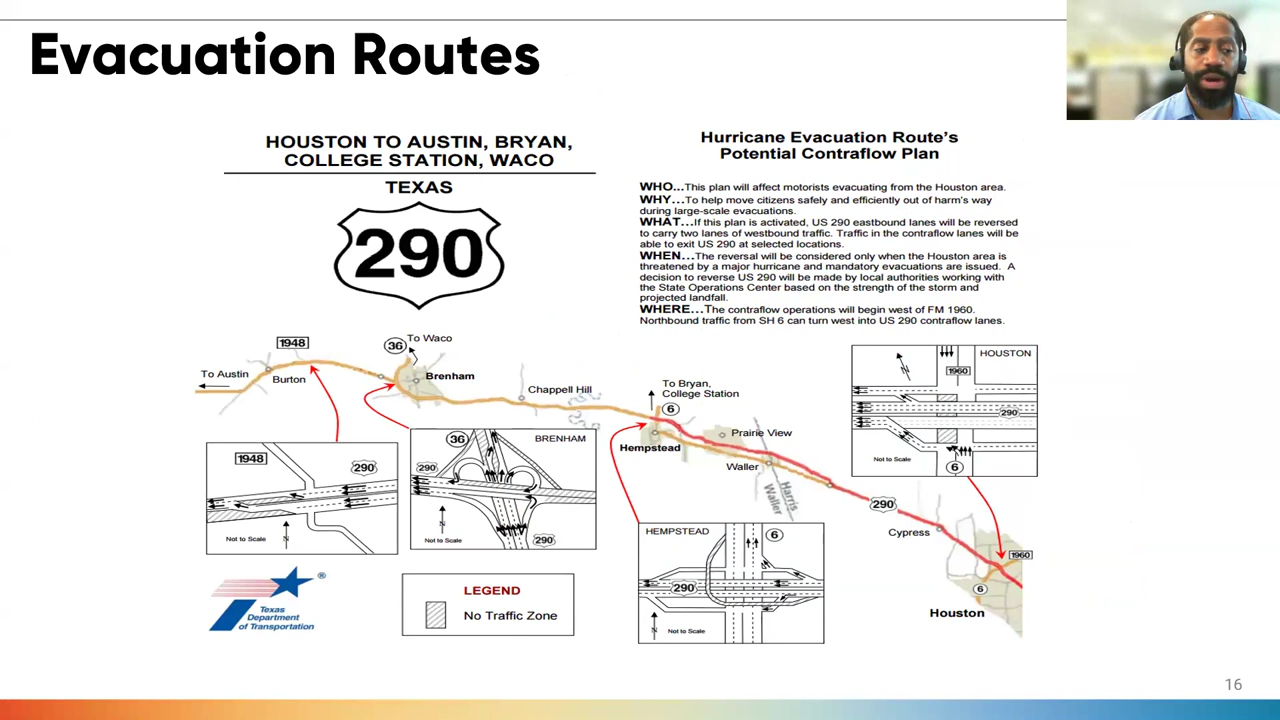 Evacuation Routes
HOUSTON TO AUSTIN, BRYAN,
COLLEGE STATION, WACO
TEXAS
290
Hurricane Evacuation Route's
Potential Contraflow Plan
WHO...This plan will affect motorists evacuating from the Houston area.
WHY...To help move citizens safely and efficiently out of harm's way
during large-scale evacuations.
WHAT...If this plan is activated, US 290 eastbound lanes will be reversed
to carry two lanes of westbound traffic. Traffic in the contraflow lanes will be
able to exit US 290 at selected locations.
WHEN...The reversal will be considered only when the Houston area is
threatened by a major hurricane and mandatory evacuations are issued. A
decision to reverse US 290 will be made by local authorities working with
the State Operations Center based on the strength of the storm and
projected landfall.
WHERE...The contraflow operations will begin west of FM 1960.
Northbound traffic from SH 6 can turn west into US 290 contraflow lanes.
1948
36
To Waco
To Austin
Burton
Brenham
Chappell Hill
To Bryan,
College Station
6
Hempstead
Prairie View
Waller
Harris
Waller
290
Cypress
1960
6
Houston
HOUSTON
1960
290
6
N
Not to Scale
1948
290
N
Not to Scale
36
BRENHAM
290
N
Not to Scale
290
HEMPSTEAD
6
290
N
Not to Scale
®
Texas
Department
of Transportation
LEGEND
No Traffic Zone
16